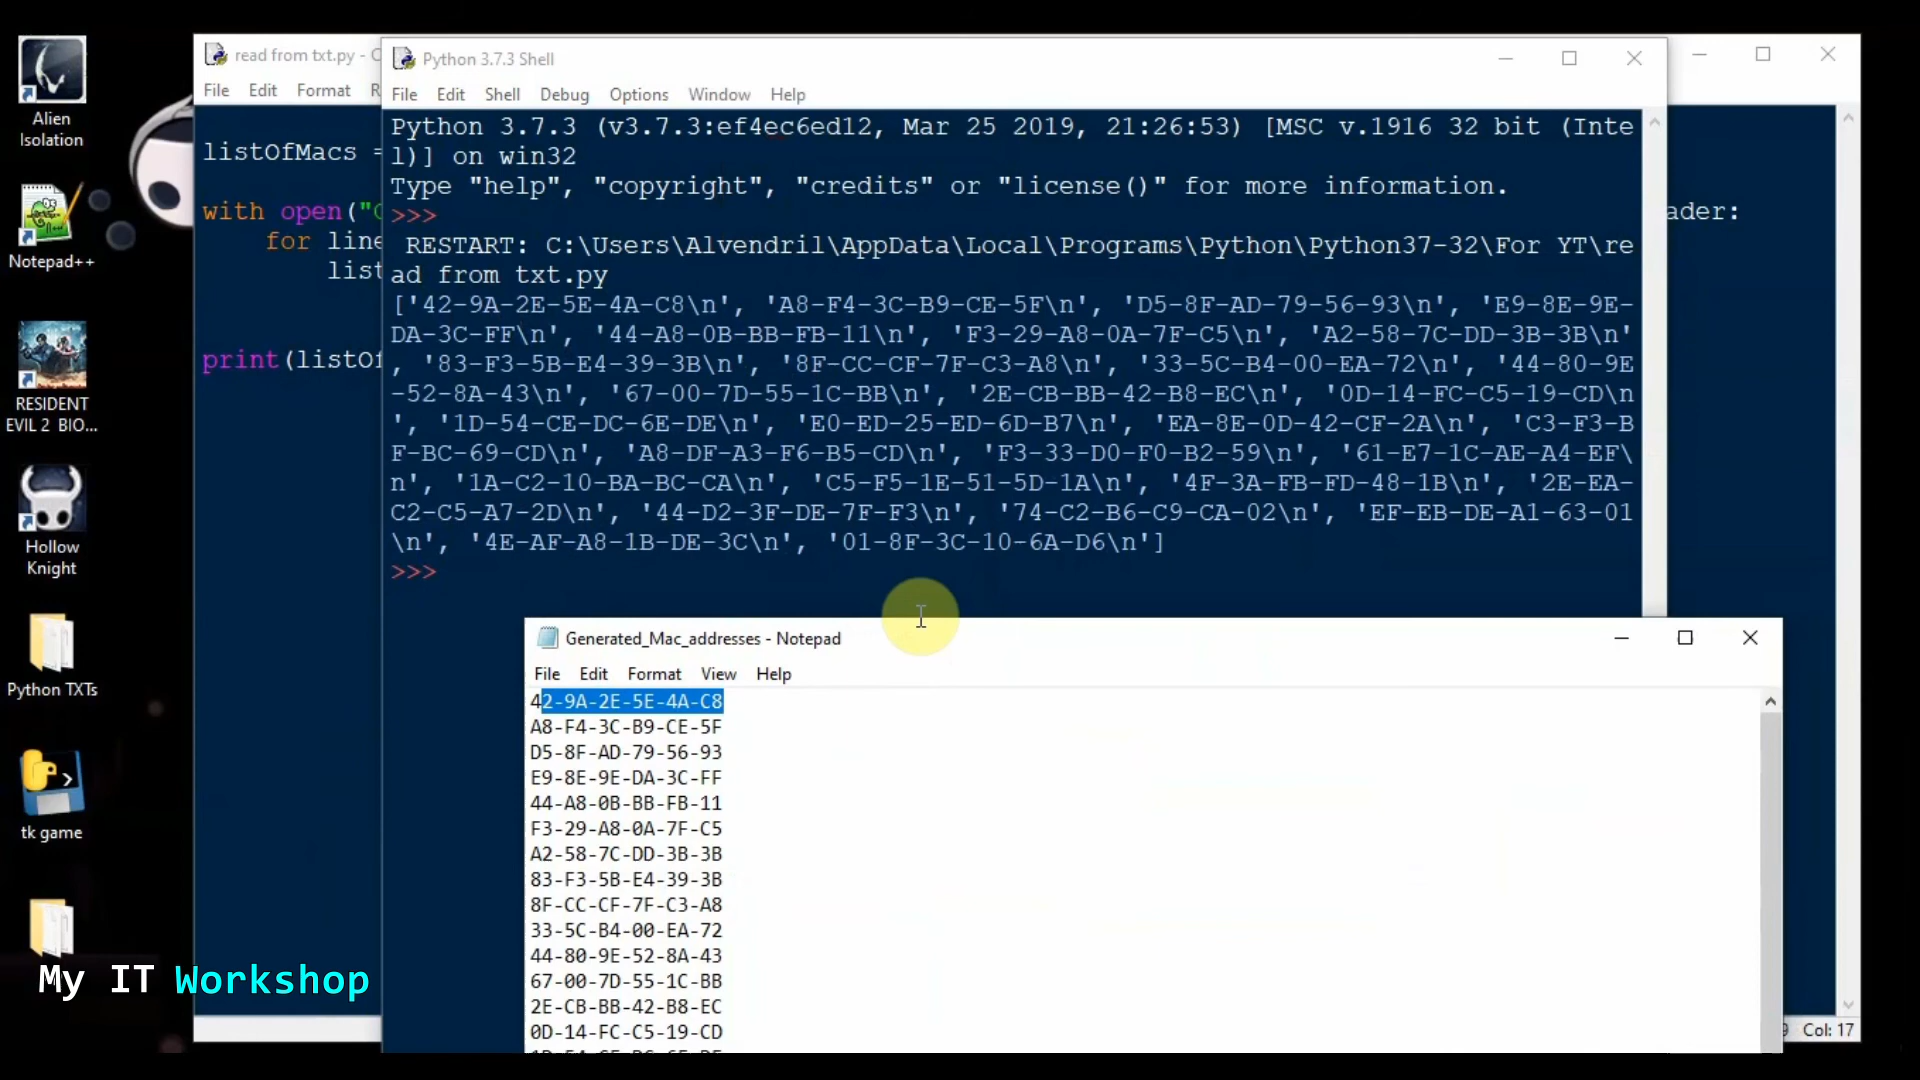 Alien
Isolation
Notepad++
RESIDENT
EVIL 2 BIO...
Hollow
Knight
Python TXTs
tk game
My IT Workshop
read from txt.py -
File Edit Format
listOfMacs =
with open("
for line
list
print(listOf
ader:
Col: 17
Python 3.7.3 Shell
File Edit Shell Debug Options Window Help
Python 3.7.3 (v3.7.3:ef4ec6ed12, Mar 25 2019, 21:26:53) [MSC v.1916 32 bit (Inte
l)] on win32
Type "help", "copyright", "credits" or "license()" for more information.
>>>
RESTART: C:\Users\Alvendril\AppData\Local\Programs\Python\Python37-32\For YT\re
ad from txt.py
['42-9A-2E-5E-4A-C8\n', 'A8-F4-3C-B9-CE-5F\n', 'D5-8F-AD-79-56-93\n', 'E9-8E-9E-
DA-3C-FF\n', '44-A8-0B-BB-FB-11\n', 'F3-29-A8-0A-7F-C5\n', 'A2-58-7C-DD-3B-3B\n'
, '83-F3-5B-E4-39-3B\n', '8F-CC-CF-7F-C3-A8\n', '33-5C-B4-00-EA-72\n', '44-80-9E
-52-8A-43\n', '67-00-7D-55-1C-BB\n', '2E-CB-BB-42-B8-EC\n', '0D-14-FC-C5-19-CD\n
', '1D-54-CE-DC-6E-DE\n', 'E0-ED-25-ED-6D-B7\n', 'EA-8E-0D-42-CF-2A\n', 'C3-F3-B
F-BC-69-CD\n', 'A8-DF-A3-F6-B5-CD\n', 'F3-33-D0-F0-B2-59\n', '61-E7-1C-AE-A4-EF\
n', '1A-C2-10-BA-BC-CA\n', 'C5-F5-1E-51-5D-1A\n', '4F-3A-FB-FD-48-1B\n', '2E-EA-
C2-C5-A7-2D\n', '44-D2-3F-DE-7F-F3\n', '74-C2-B6-C9-CA-02\n', 'EF-EB-DE-A1-63-01
\n', '4E-AF-A8-1B-DE-3C\n', '01-8F-3C-10-6A-D6\n']
>>>
Generated_Mac_addresses - Notepad
File Edit Format View Help
42-9A-2E-5E-4A-C8
A8-F4-3C-B9-CE-5F
D5-8F-AD-79-56-93
E9-8E-9E-DA-3C-FF
44-A8-0B-BB-FB-11
F3-29-A8-0A-7F-C5
A2-58-7C-DD-3B-3B
83-F3-5B-E4-39-3B
8F-CC-CF-7F-C3-A8
33-5C-B4-00-EA-72
44-80-9E-52-8A-43
67-00-7D-55-1C-BB
2E-CB-BB-42-B8-EC
0D-14-FC-C5-19-CD